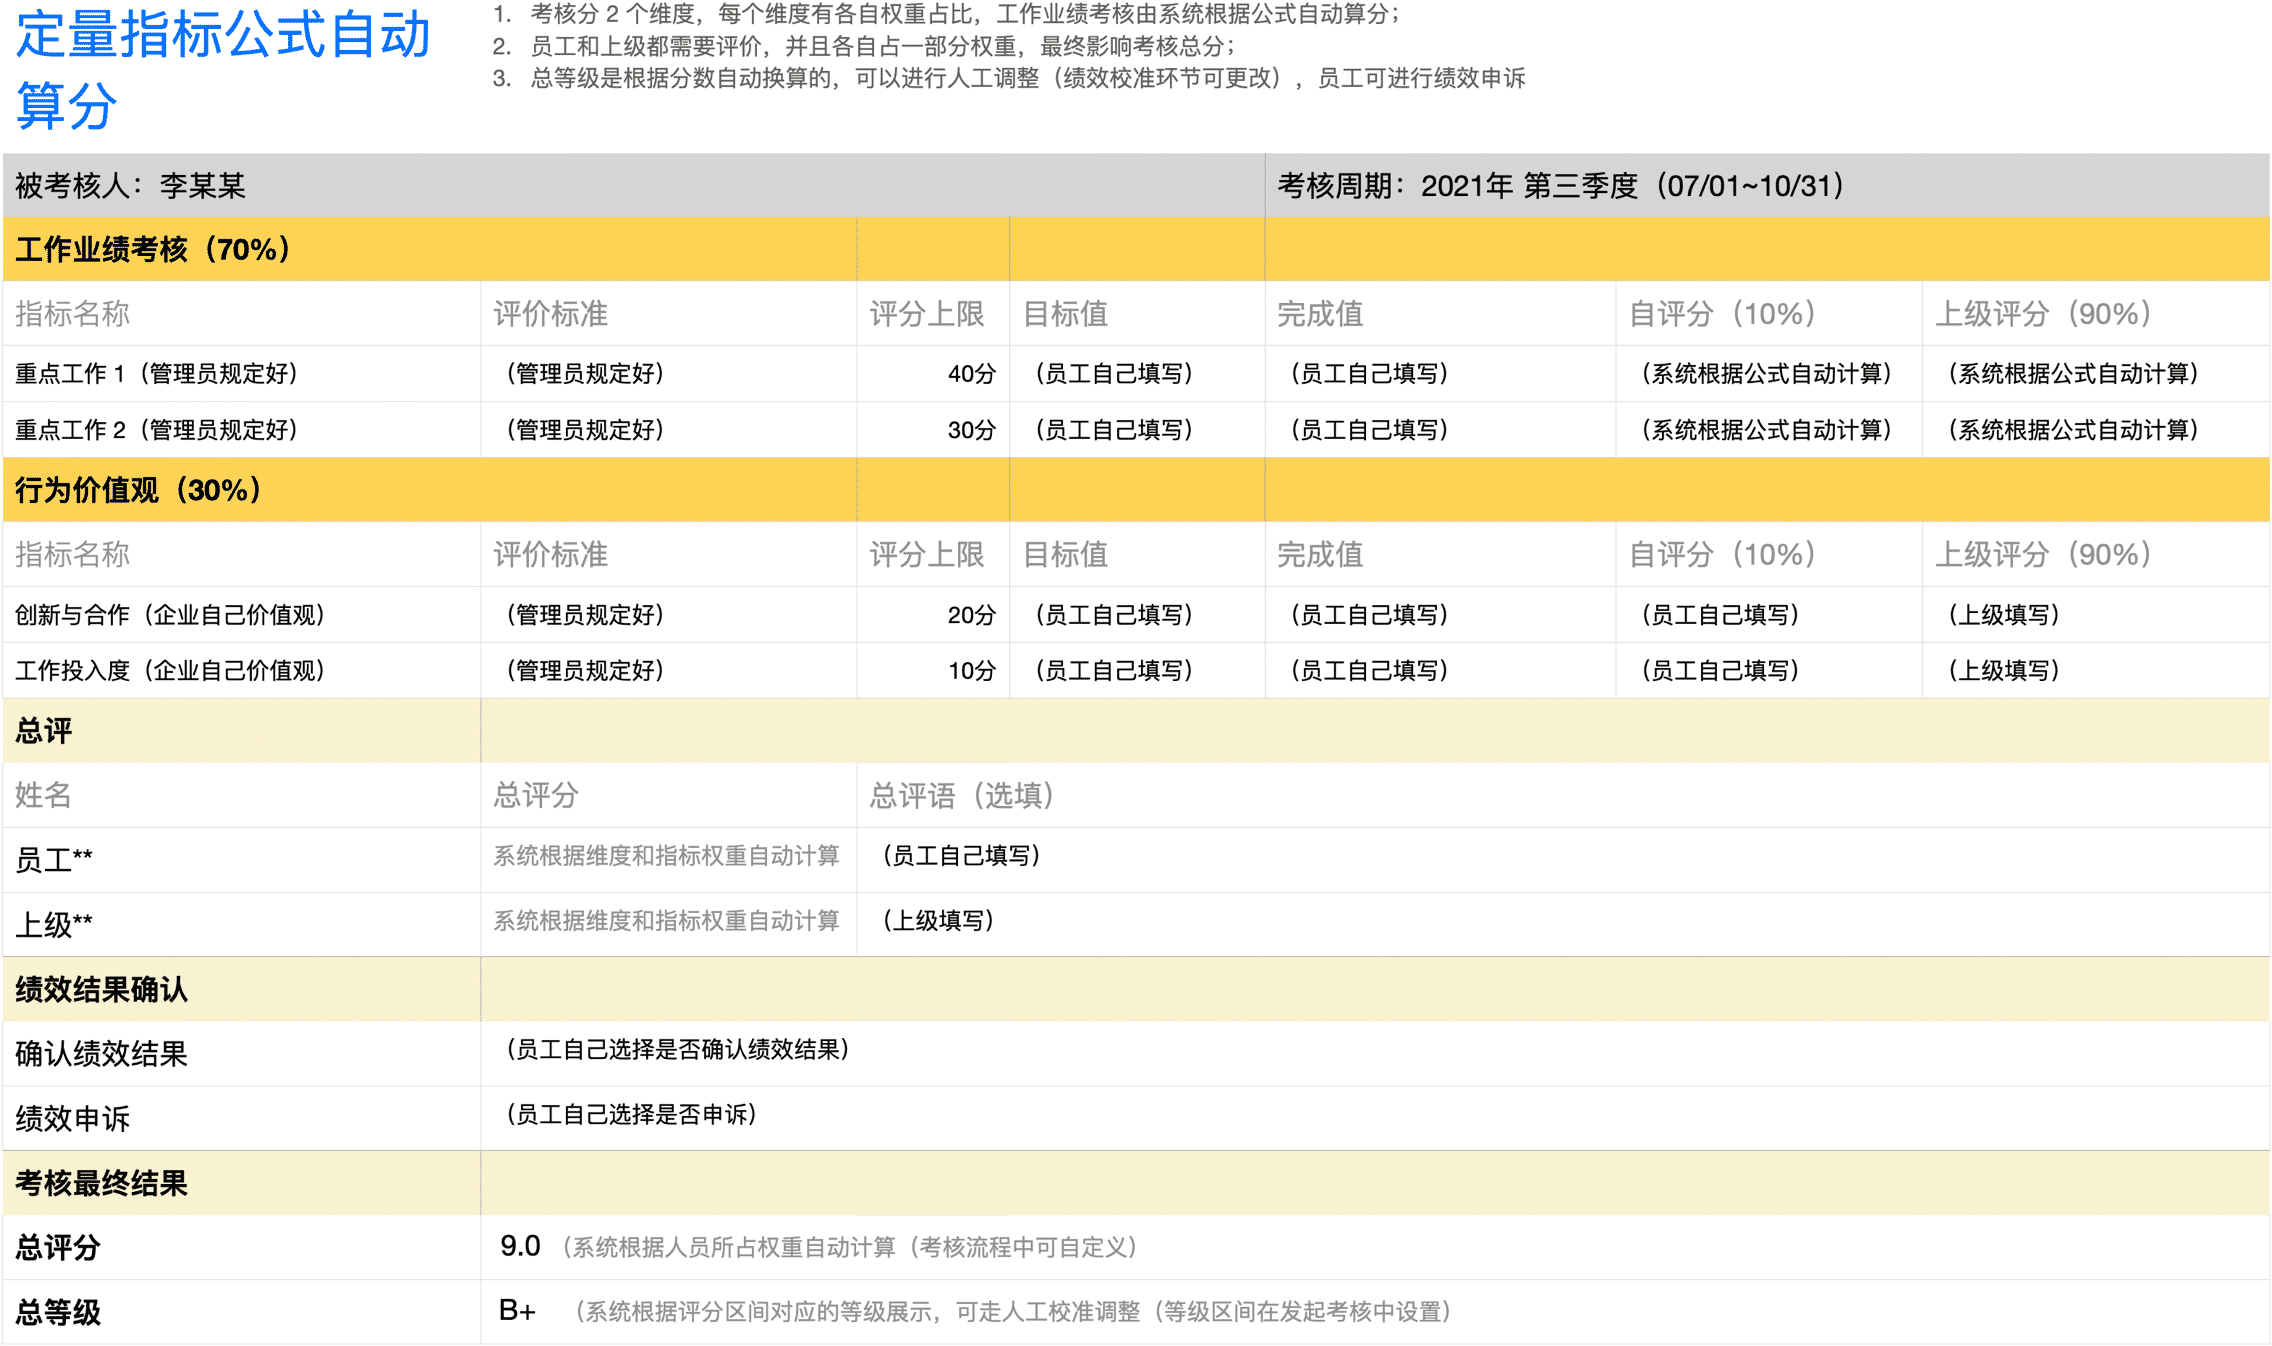 定量指标公式自动
算分
1. 考核分 2 个维度，每个维度有各自权重占比，工作业绩考核由系统根据公式自动算分；
2. 员工和上级都需要评价，并且各自占一部分权重，最终影响考核总分；
3. 总等级是根据分数自动换算的，可以进行人工调整（绩效校准环节可更改），员工可进行绩效申诉
被考核人：李某某 考核周期：2021年 第三季度（07/01~10/31）
工作业绩考核（70%）
指标名称 评价标准 评分上限 目标值 完成值 自评分（10%） 上级评分（90%）
重点工作 1（管理员规定好） （管理员规定好） 40分 （员工自己填写） （员工自己填写） （系统根据公式自动计算） （系统根据公式自动计算）
重点工作 2（管理员规定好） （管理员规定好） 30分 （员工自己填写） （员工自己填写） （系统根据公式自动计算） （系统根据公式自动计算）
行为价值观（30%）
指标名称 评价标准 评分上限 目标值 完成值 自评分（10%） 上级评分（90%）
创新与合作（企业自己价值观） （管理员规定好） 20分 （员工自己填写） （员工自己填写） （员工自己填写） （上级填写）
工作投入度（企业自己价值观） （管理员规定好） 10分 （员工自己填写） （员工自己填写） （员工自己填写） （上级填写）
总评
姓名 总评分 总评语（选填）
员工** 系统根据维度和指标权重自动计算 （员工自己填写）
上级** 系统根据维度和指标权重自动计算 （上级填写）
绩效结果确认
确认绩效结果 （员工自己选择是否确认绩效结果）
绩效申诉 （员工自己选择是否申诉）
考核最终结果
总评分 9.0 （系统根据人员所占权重自动计算（考核流程中可自定义）
总等级 B+ （系统根据评分区间对应的等级展示，可走人工校准调整（等级区间在发起考核中设置）